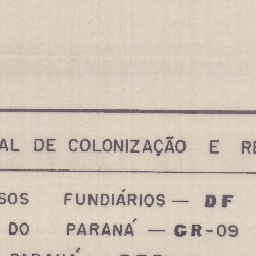 AL DE COLONIZAÇÃO E RE
SOS FUNDIÁRIOS — DF
DO PARANÁ — GR-09